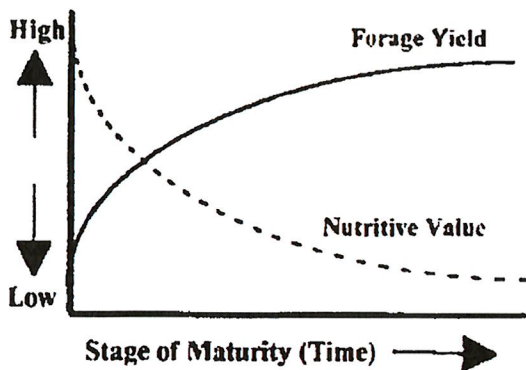 High
Forage Yield
Nutritive Value
Low
Stage of Maturity (Time)